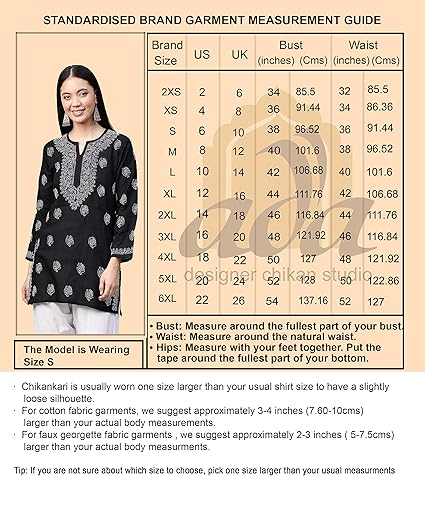 STANDARDISED BRAND GARMENT MEASUREMENT GUIDE
Brand Size US UK Bust (inches) (Cms) Waist (inches) (Cms)
2XS 2 6 34 85.5 32 85.5
XS 4 8 36 91.44 34 86.36
S 6 10 38 96.52 36 91.44
M 8 12 40 101.6 38 96.52
L 10 14 42 106.68 40 101.6
XL 12 16 44 111.76 42 106.68
2XL 14 18 46 116.84 44 111.76
3XL 16 20 48 121.92 46 116.84
4XL 18 22 50 127 48 121.92
5XL 20 24 52 128 50 122.86
6XL 22 26 54 137.16 52 127
ada
designer chikan studio
• Bust: Measure around the fullest part of your bust.
• Waist: Measure around the natural waist.
• Hips: Measure with your feet together. Put the
tape around the fullest part of your bottom.
The Model is Wearing
Size S
• Chikankari is usually worn one size larger than your usual shirt size to have a slightly
loose silhouette.
• For cotton fabric garments, we suggest approximately 3-4 inches (7.60-10cms)
larger than your actual body measurements.
• For faux georgette fabric garments , we suggest approximately 2-3 inches ( 5-7.5cms)
larger than your actual body measurments.
Tip: If you are not sure about which size to choose, pick one size larger than your usual measurments